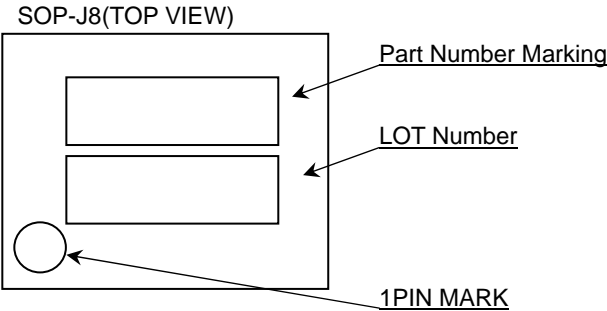 SOP-J8(TOP VIEW)
Part Number Marking
LOT Number
1PIN MARK